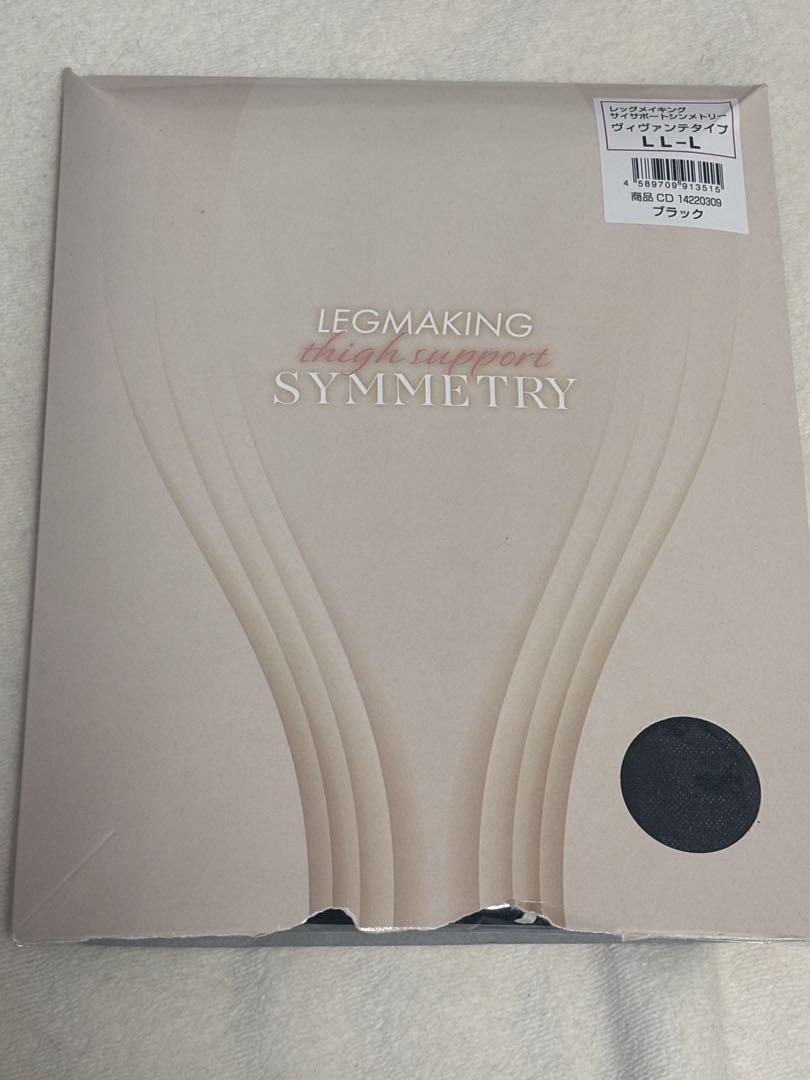 レッグメイキング
サイサポートシンメトリー
ヴィヴァンテタイプ
LL-L
4 589709 913515
商品CD 14220309
ブラック
LEGMAKING
thigh support
SYMMETRY